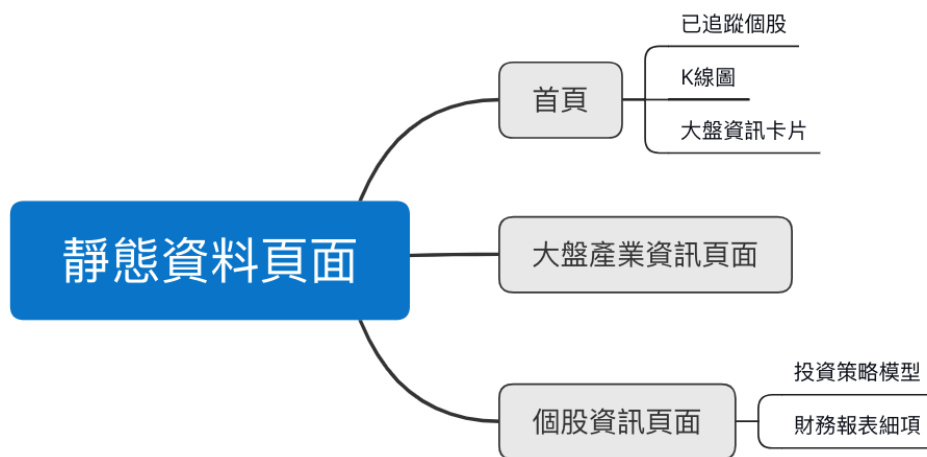 靜態資料頁面
首頁
已追蹤個股
K線圖
大盤資訊卡片
大盤產業資訊頁面
個股資訊頁面
投資策略模型
財務報表細項